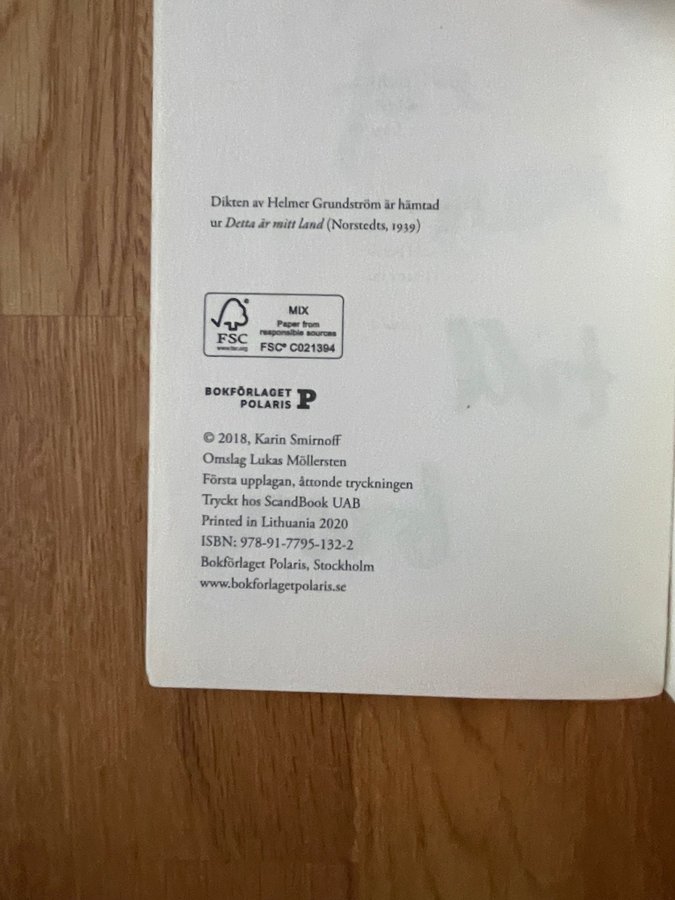 Dikten av Helmer Grundström är hämtad
ur Detta är mitt land (Norstedts, 1939)
FSC
www.fsc.org
MIX
Paper from
responsible sources
FSC® C021394
BOKFÖRLAGET
POLARIS P
© 2018, Karin Smirnoff
Omslag Lukas Möllersten
Första upplagan, åttonde tryckningen
Tryckt hos ScandBook UAB
Printed in Lithuania 2020
ISBN: 978-91-7795-132-2
Bokförlaget Polaris, Stockholm
www.bokforlagetpolaris.se